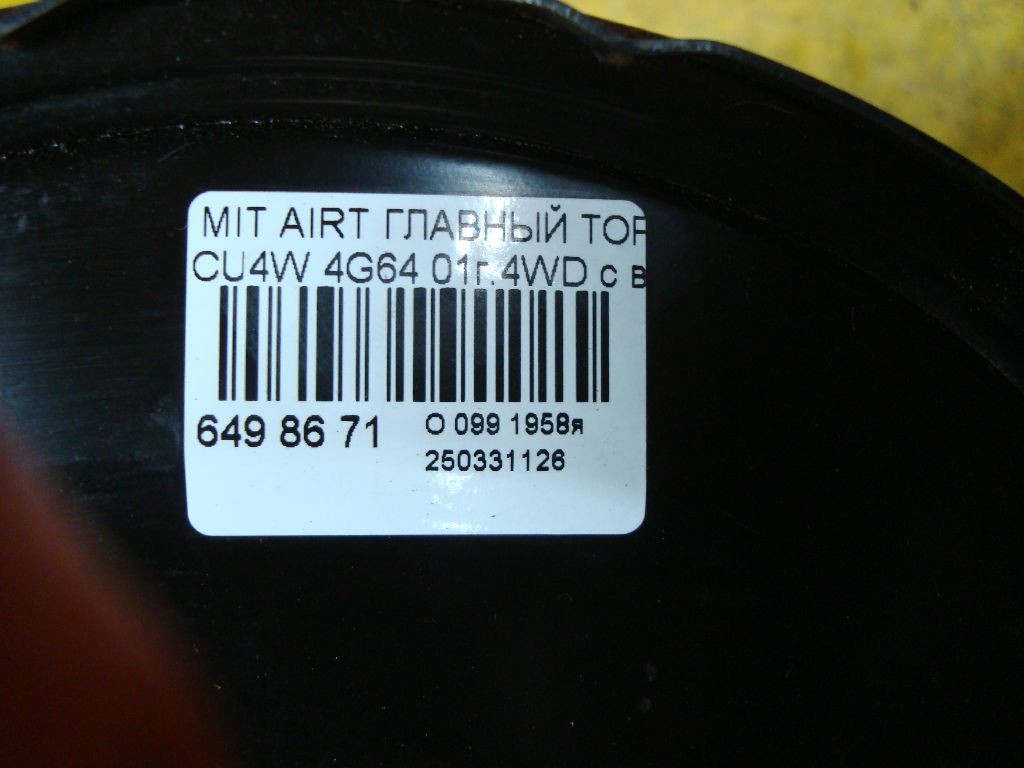 MIT AIRT ГЛАВНЫЙ ТОР
CU4W 4G64 01г.4WD с в
649 86 71
О 099 1958я
250331126